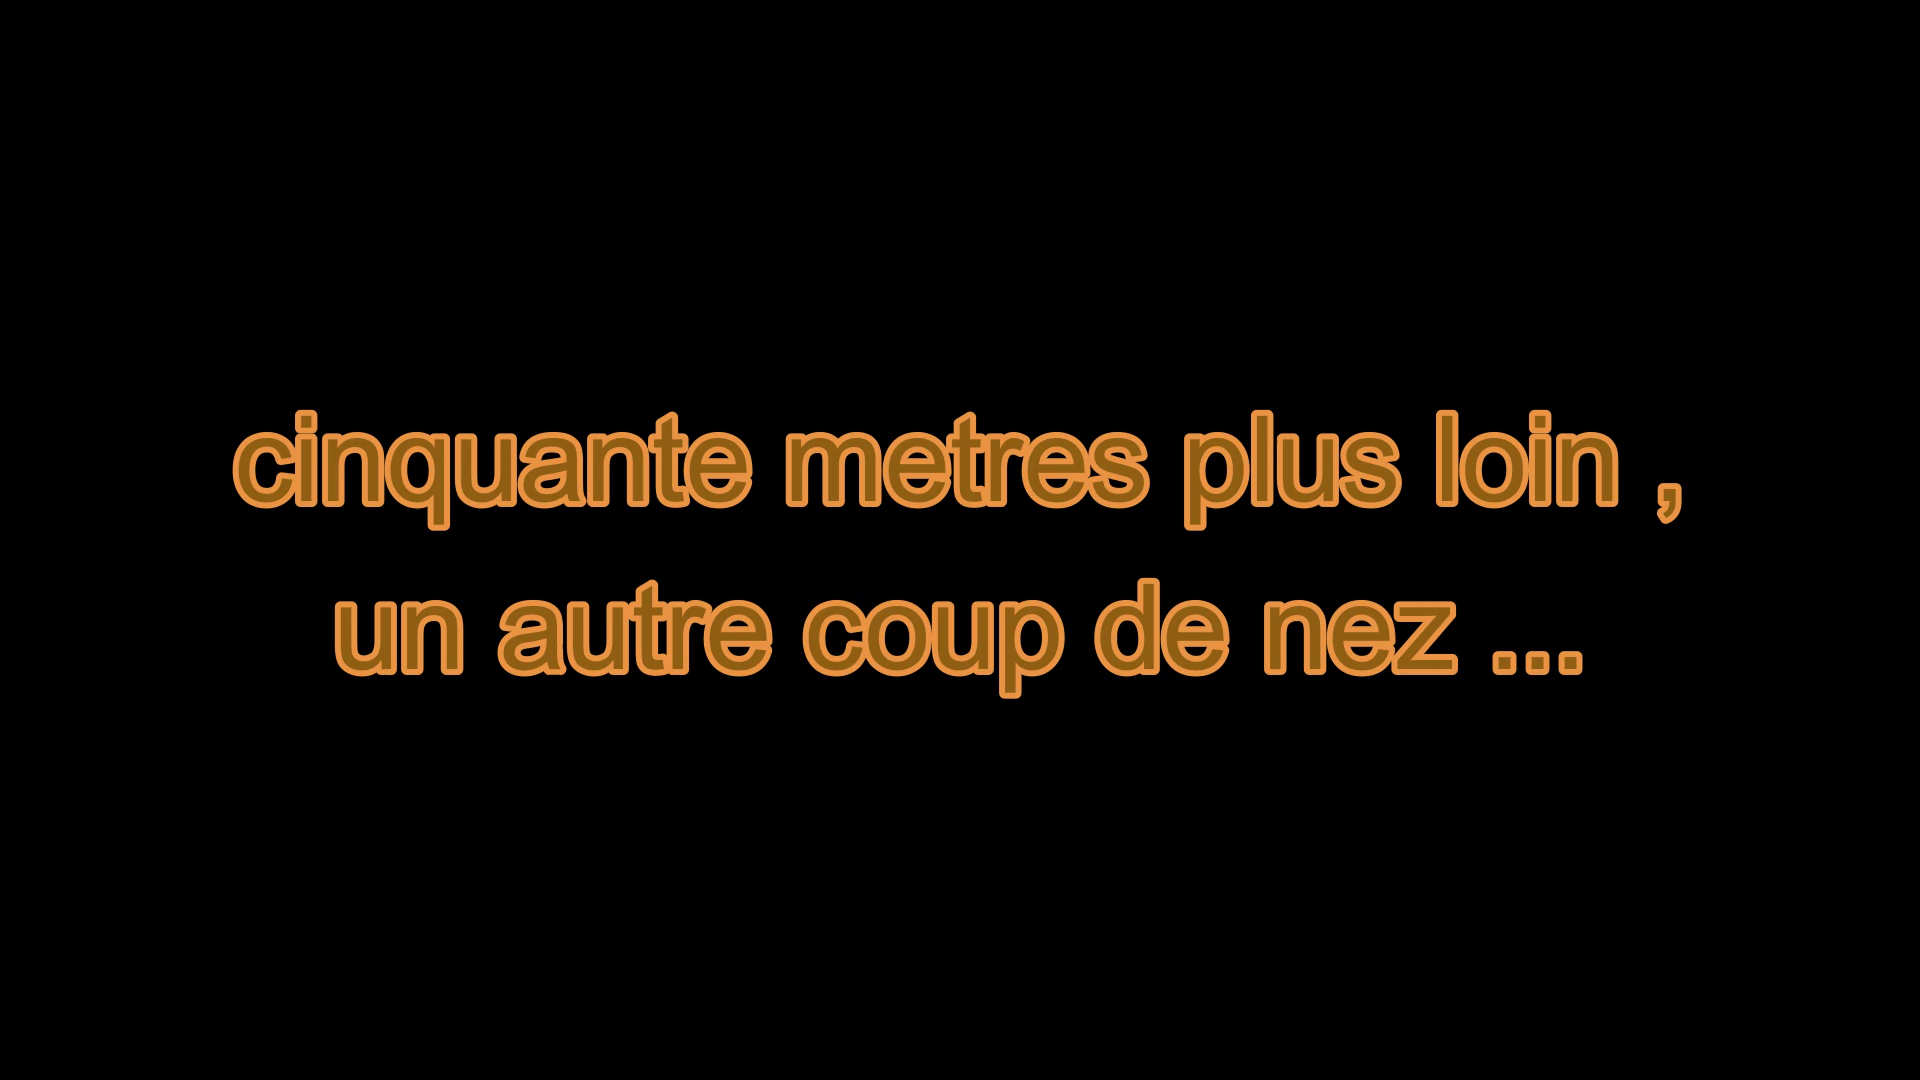 cinquante metres plus loin ,
un autre coup de nez ...